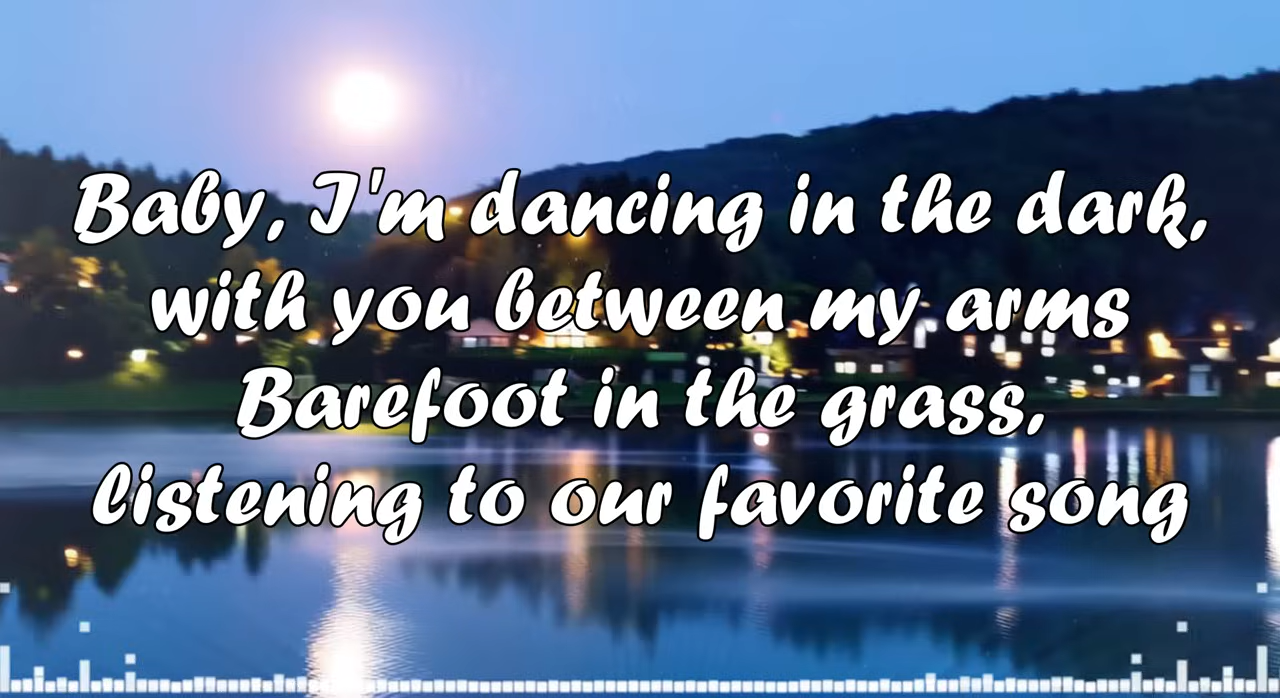 Baby, I'm dancing in the dark,
with you between my arms
Barefoot in the grass,
listening to our favorite song